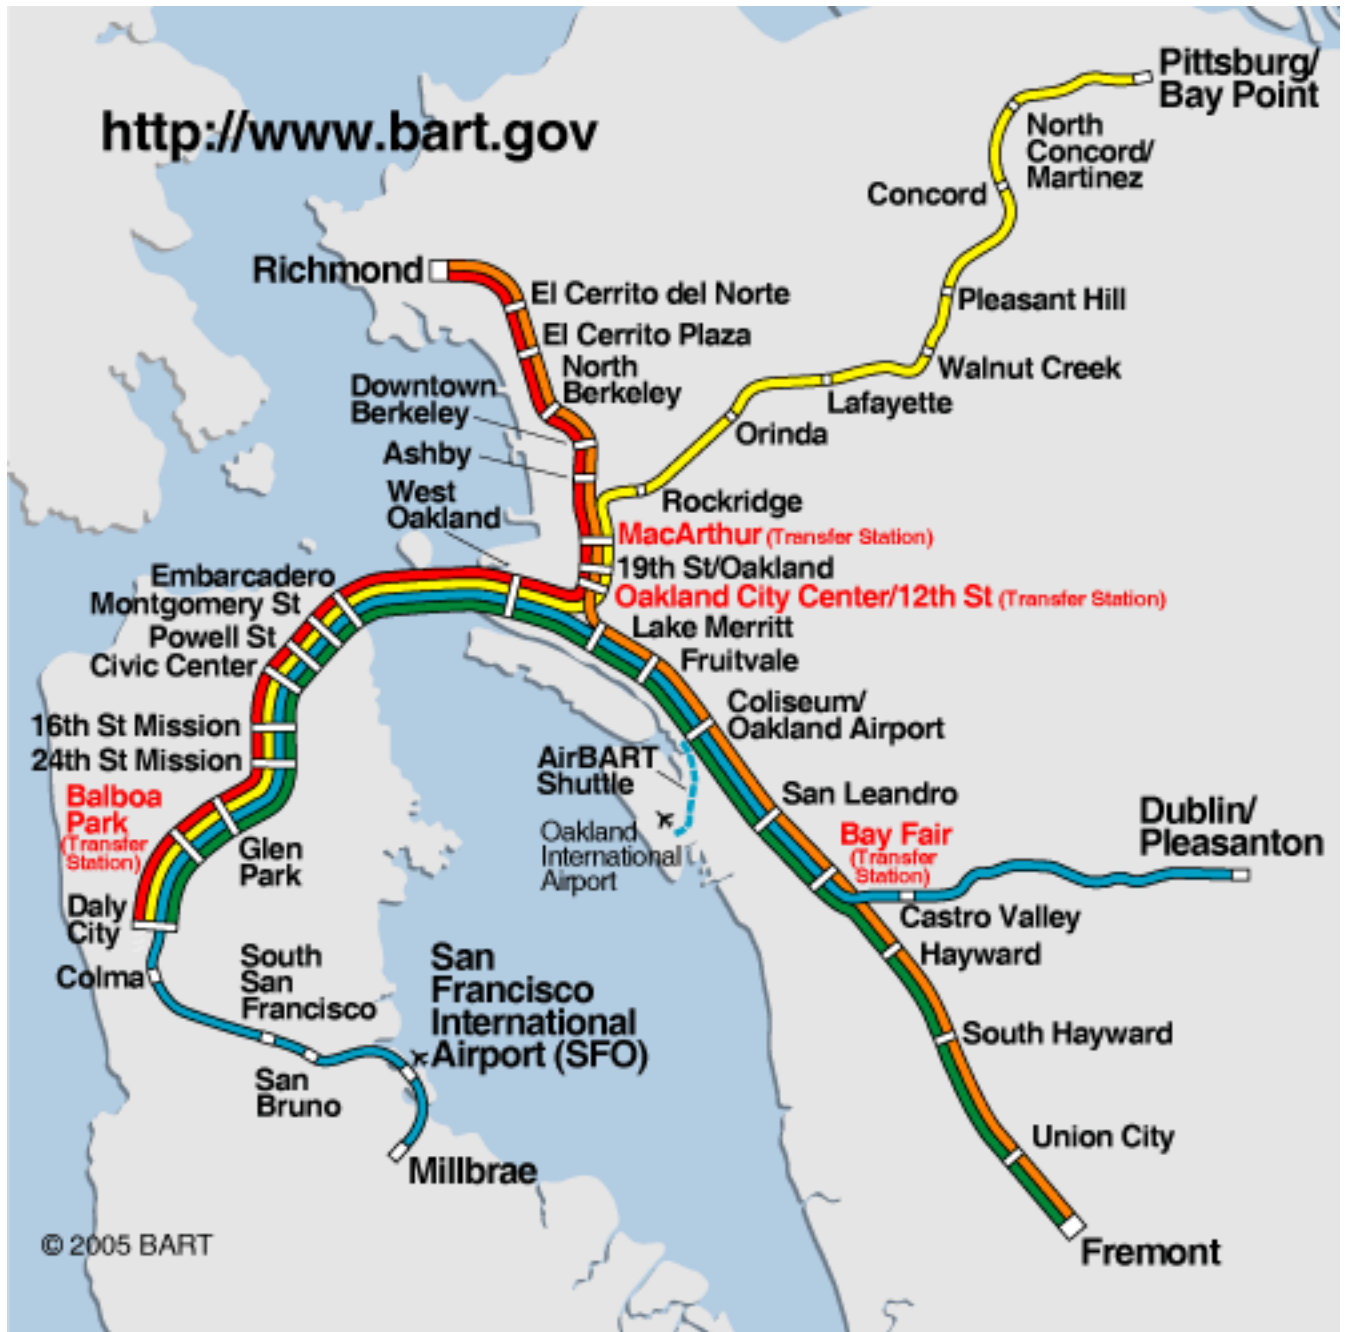 http://www.bart.gov
Pittsburg/
Bay Point
North
Concord/
Martinez
Concord
Pleasant Hill
Walnut Creek
Lafayette
Orinda
Rockridge
Richmond
El Cerrito del Norte
El Cerrito Plaza
North
Berkeley
Downtown
Berkeley
Ashby
West
Oakland
MacArthur (Transfer Station)
19th St/Oakland
Oakland City Center/12th St (Transfer Station)
Lake Merritt
Fruitvale
Coliseum/
Oakland Airport
Embarcadero
Montgomery St
Powell St
Civic Center
16th St Mission
24th St Mission
Balboa
Park
(Transfer
Station)
Glen
Park
Daly
City
Colma
South
San
Francisco
San
Bruno
San
Francisco
International
Airport (SFO)
Millbrae
AirBART
Shuttle
Oakland
International
Airport
San Leandro
Bay Fair
(Transfer
Station)
Dublin/
Pleasanton
Castro Valley
Hayward
South Hayward
Union City
Fremont
© 2005 BART